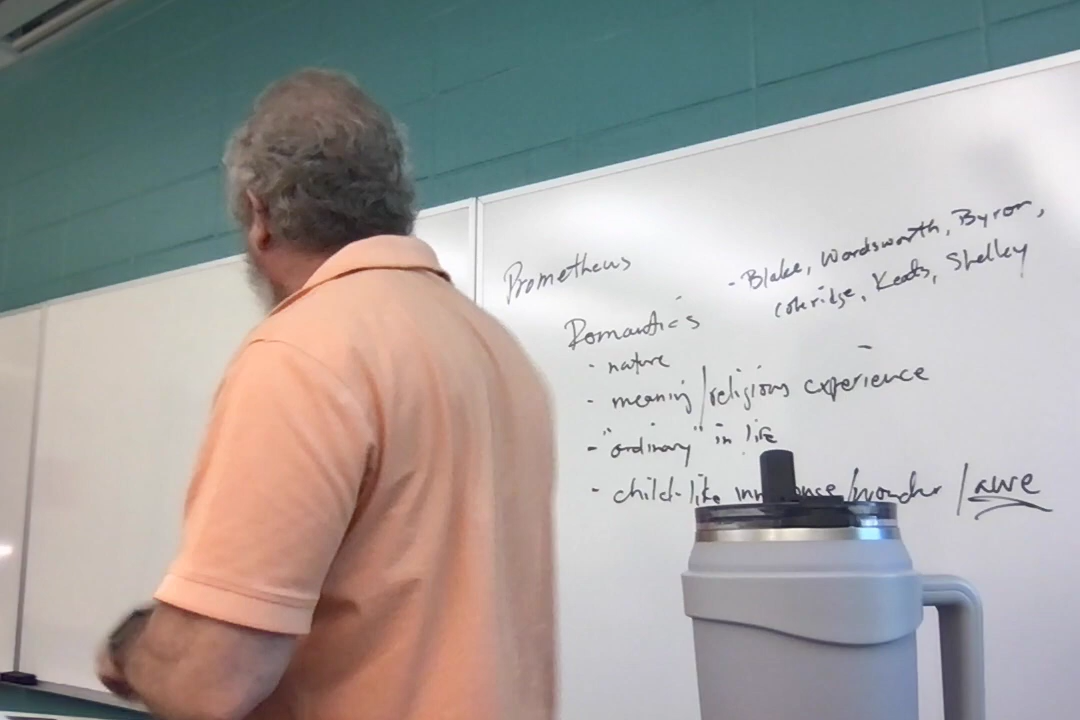 Prometheus
- Blake, Wordsworth, Byron,
Coleridge, Keats, Shelley
Romantics
- nature
- meaning/religious experience
- "ordinary" in life
- child-like innocence/wonder/awe